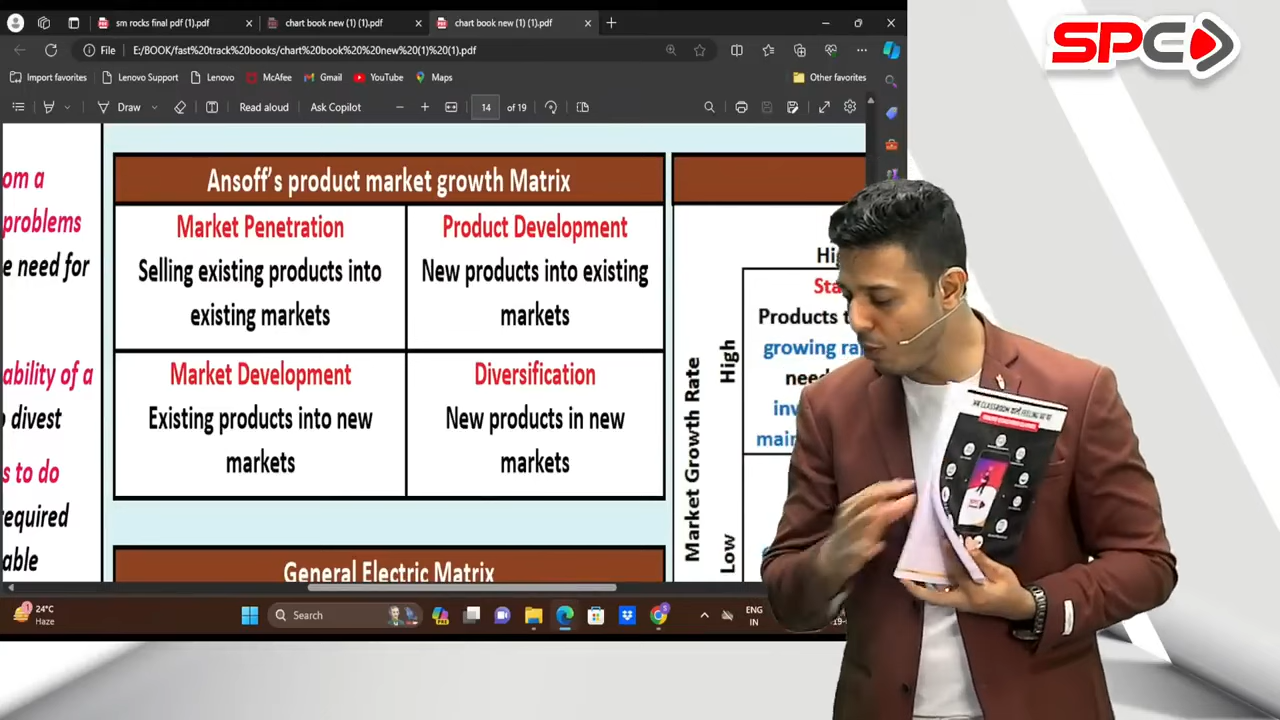 sm rocks final pdf (1).pdf
chart book new (1) (1).pdf
chart book new (1) (1).pdf
File
E:/BOOK/fast%20track%20books/chart%20book%20%20new%20(1)%20(1).pdf
Import favorites
Lenovo Support
Lenovo
McAfee
Gmail
YouTube
Maps
Other favorites
Draw
Read aloud
Ask Copilot
14
of 19
SPC
om a
problems
e need for
ability of a
divest
s to do
required
able
Ansoff's product market growth Matrix
Market Penetration
Selling existing products into
existing markets
Product Development
New products into existing
markets
Market Development
Existing products into new
markets
Diversification
New products in new
markets
General Electric Matrix
Market Growth Rate
High
Low
Products
24°C
Haze
Search
ENG
IN